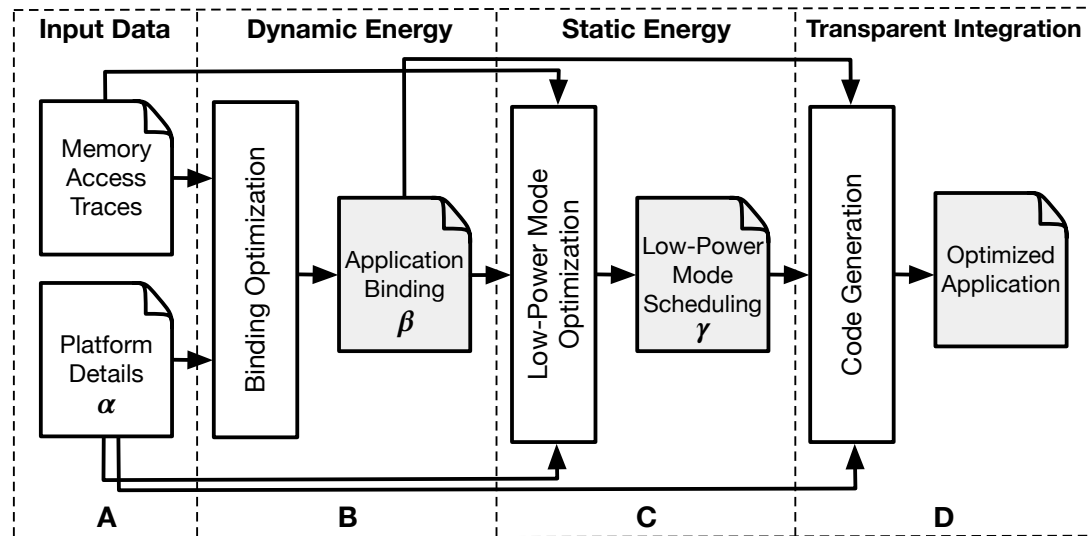 Input Data
Dynamic Energy
Static Energy
Transparent Integration
Memory
Access
Traces
Platform
Details
α
Binding Optimization
Application
Binding
β
Low-Power Mode
Optimization
Low-Power
Mode
Scheduling
γ
Code Generation
Optimized
Application
A
B
C
D